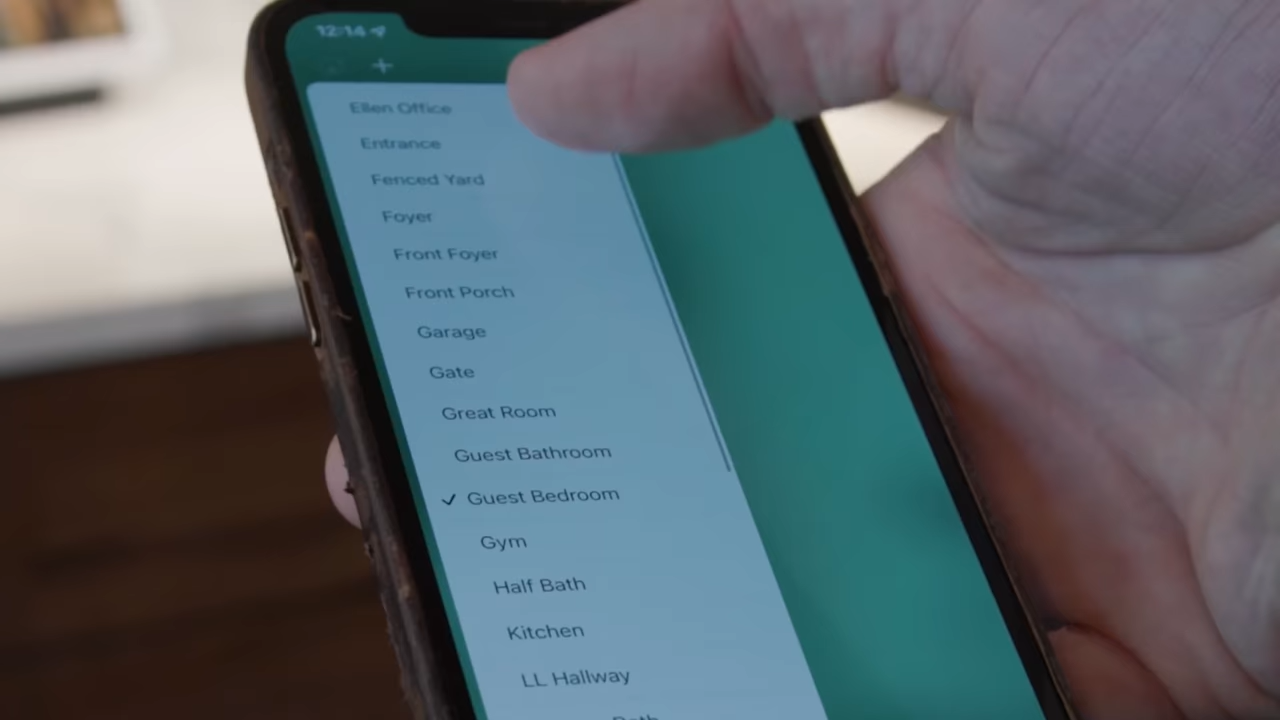 12:14
+
Ellen Office
Entrance
Fenced Yard
Foyer
Front Foyer
Front Porch
Garage
Gate
Great Room
Guest Bathroom
✓ Guest Bedroom
Gym
Half Bath
Kitchen
LL Hallway
Bath